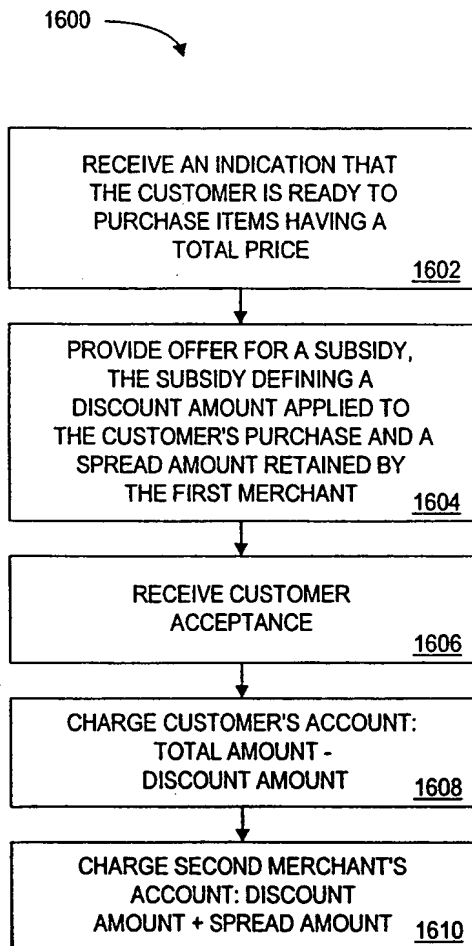 1600
RECEIVE AN INDICATION THAT
THE CUSTOMER IS READY TO
PURCHASE ITEMS HAVING A
TOTAL PRICE
1602
PROVIDE OFFER FOR A SUBSIDY,
THE SUBSIDY DEFINING A
DISCOUNT AMOUNT APPLIED TO
THE CUSTOMER'S PURCHASE AND A
SPREAD AMOUNT RETAINED BY
THE FIRST MERCHANT
1604
RECEIVE CUSTOMER
ACCEPTANCE
1606
CHARGE CUSTOMER'S ACCOUNT:
TOTAL AMOUNT -
DISCOUNT AMOUNT
1608
CHARGE SECOND MERCHANT'S
ACCOUNT: DISCOUNT
AMOUNT + SPREAD AMOUNT
1610